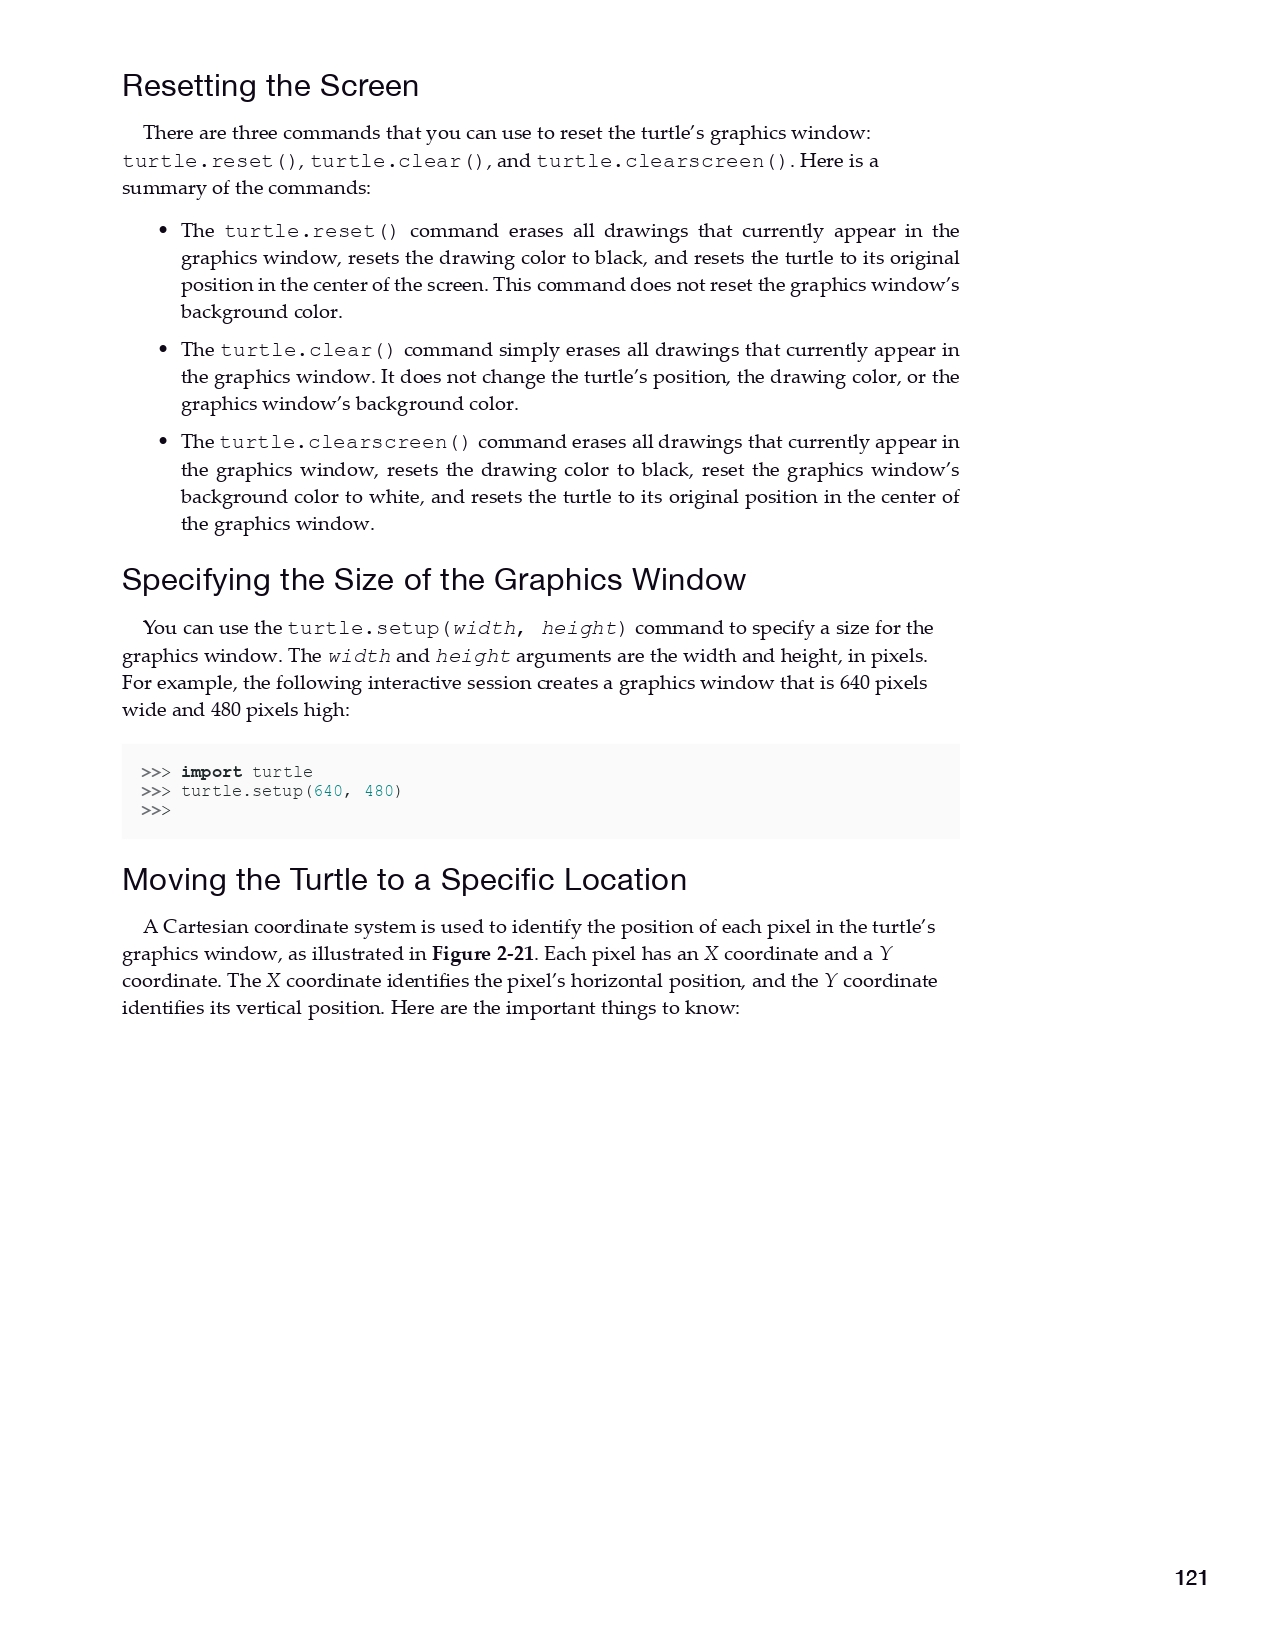 Resetting the Screen
There are three commands that you can use to reset the turtle’s graphics window:
turtle.reset(), turtle.clear(), and turtle.clearscreen(). Here is a
summary of the commands:
• The turtle.reset() command erases all drawings that currently appear in the
graphics window, resets the drawing color to black, and resets the turtle to its original
position in the center of the screen. This command does not reset the graphics window’s
background color.
• The turtle.clear() command simply erases all drawings that currently appear in
the graphics window. It does not change the turtle’s position, the drawing color, or the
graphics window’s background color.
• The turtle.clearscreen() command erases all drawings that currently appear in
the graphics window, resets the drawing color to black, reset the graphics window’s
background color to white, and resets the turtle to its original position in the center of
the graphics window.
Specifying the Size of the Graphics Window
You can use the turtle.setup(width, height) command to specify a size for the
graphics window. The width and height arguments are the width and height, in pixels.
For example, the following interactive session creates a graphics window that is 640 pixels
wide and 480 pixels high:
>>> import turtle
>>> turtle.setup(640, 480)
>>>
Moving the Turtle to a Specific Location
A Cartesian coordinate system is used to identify the position of each pixel in the turtle’s
graphics window, as illustrated in Figure 2-21. Each pixel has an X coordinate and a Y
coordinate. The X coordinate identifies the pixel’s horizontal position, and the Y coordinate
identifies its vertical position. Here are the important things to know:
121